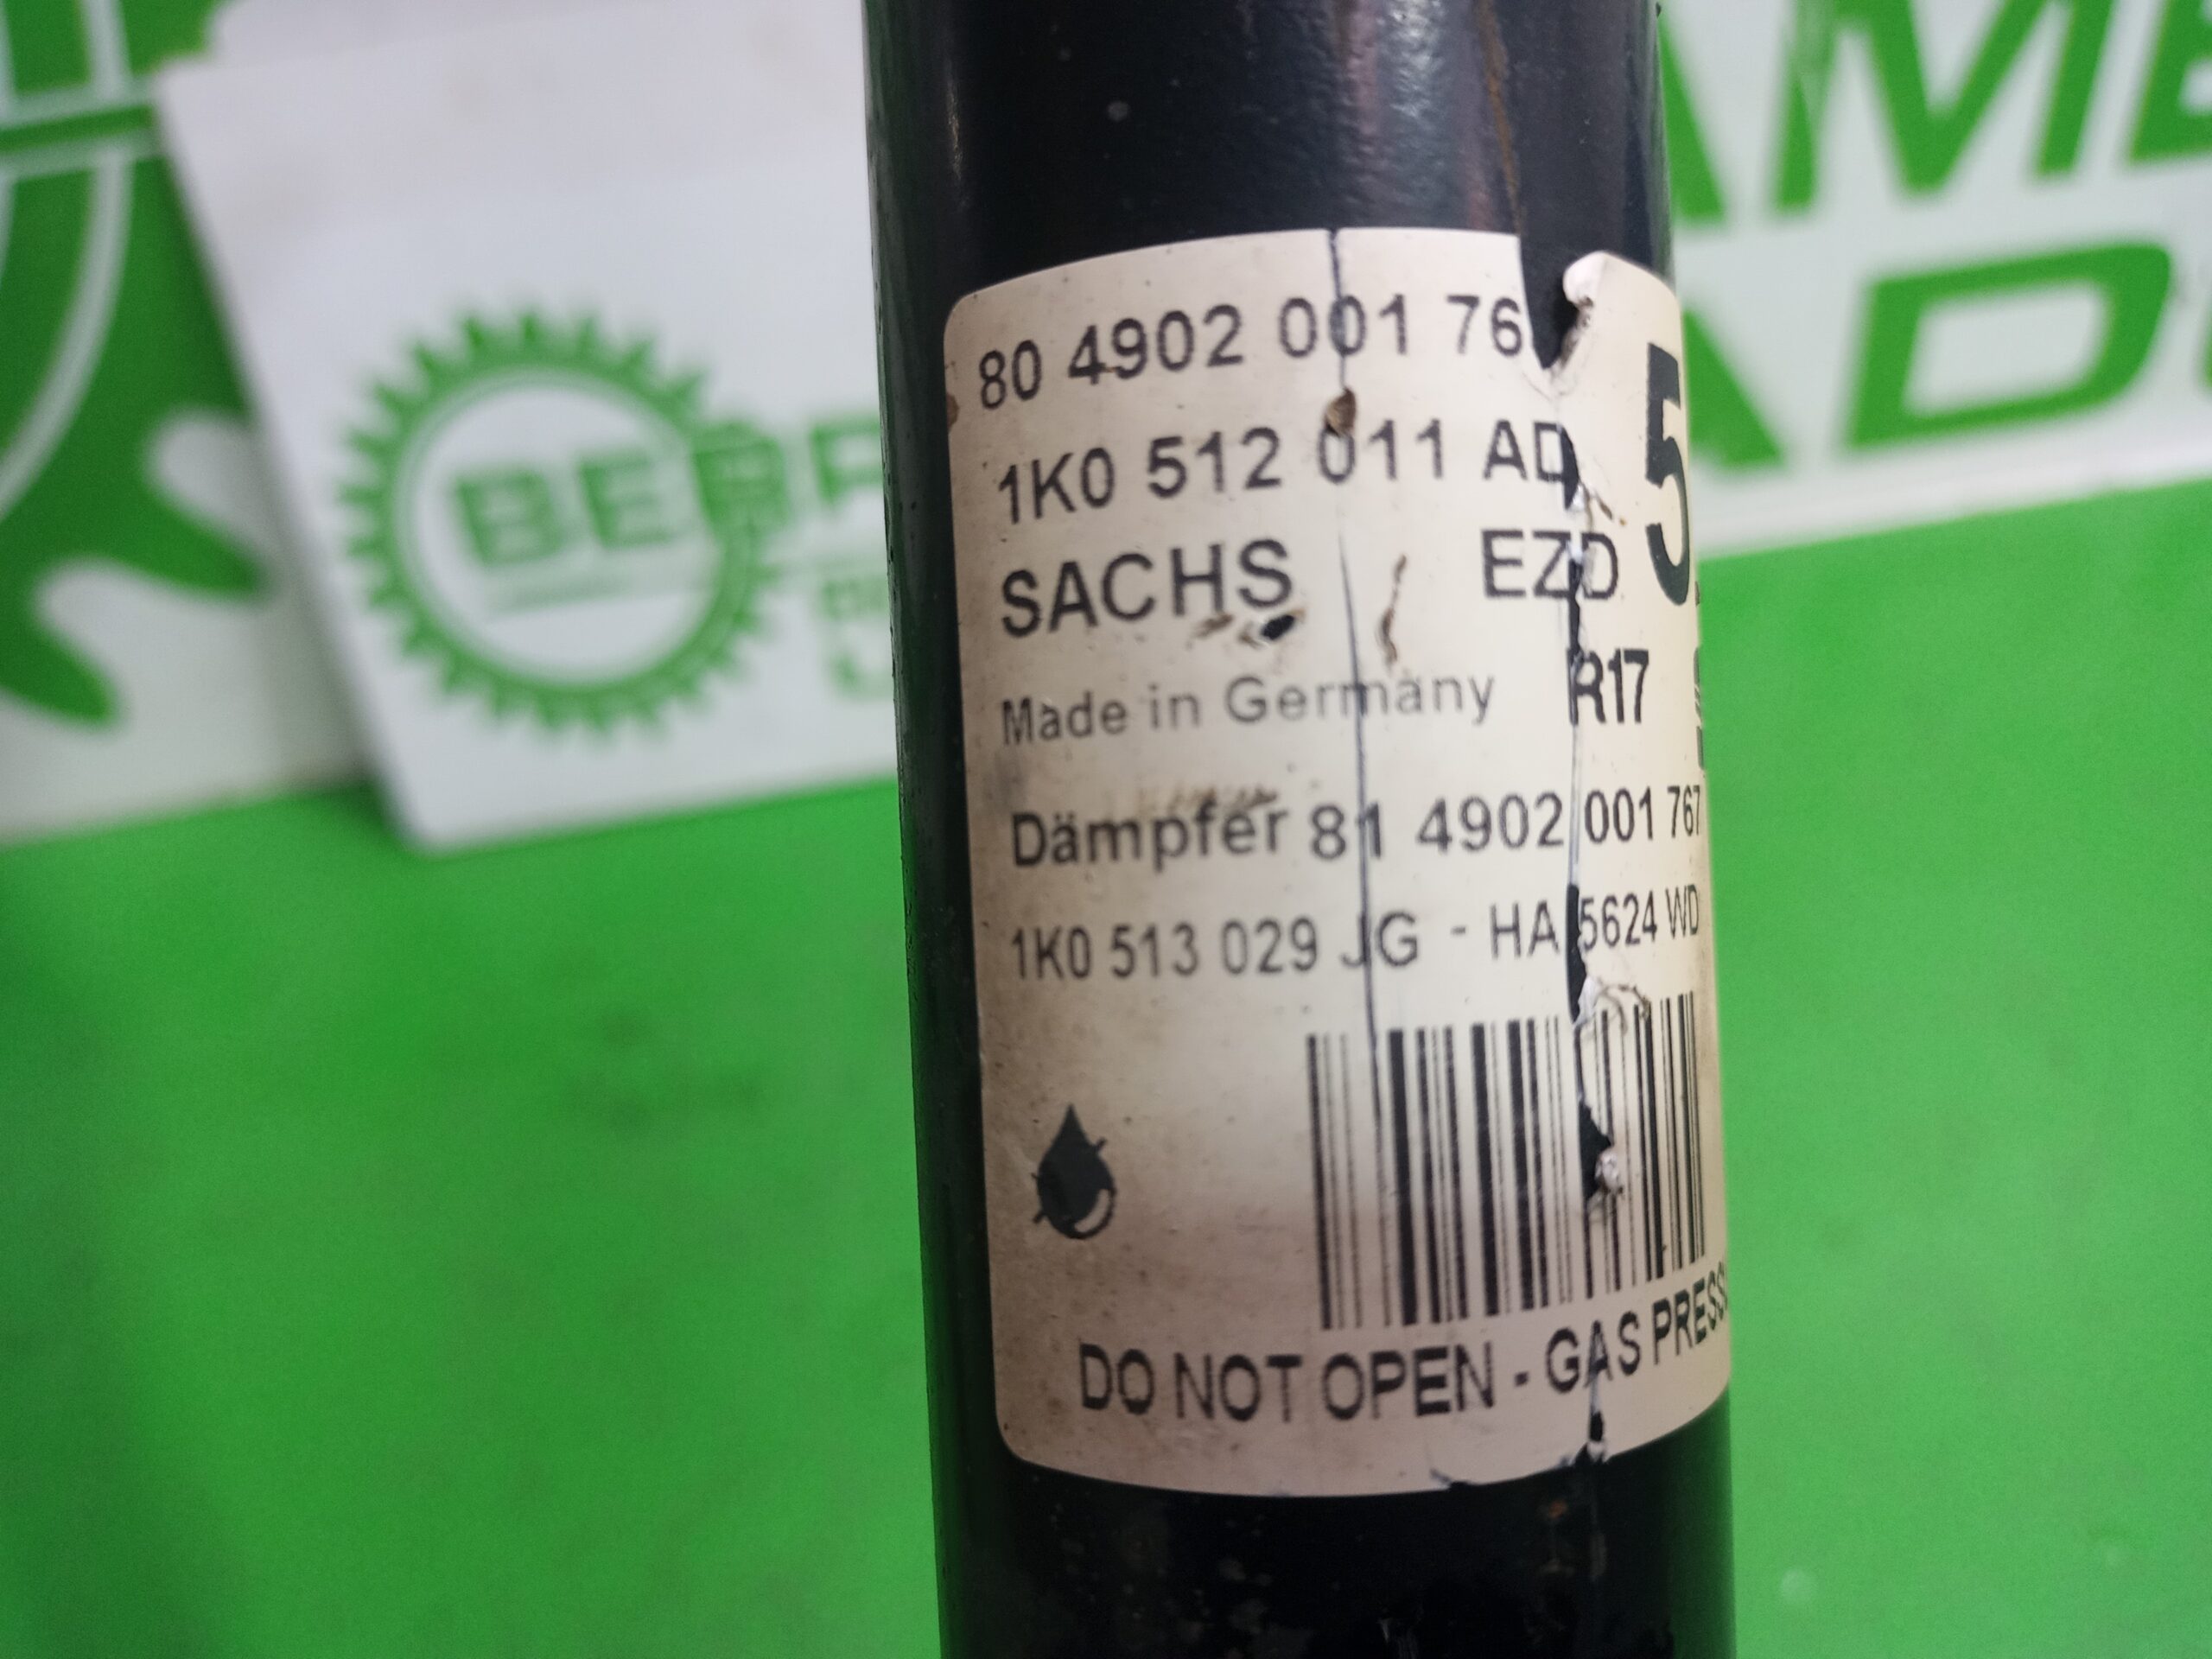 80 4902 001 76
1K0 512 011 AD
5
SACHS EZD
Made in Germany R17
Dämpfer 81 4902 001 767
1K0 513 029 JG - HA 5624 WD
DO NOT OPEN - GAS PRESS